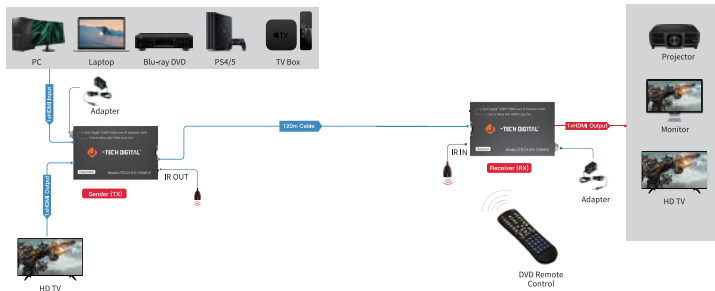 PC
Laptop
Blu-ray DVD
PS4/5
TV Box
tv
Adapter
1xHDMI Input
120m Cable
-TECH DIGITAL
IR OUT
Sender (TX)
1xHDMI Output
HD TV
-TECH DIGITAL
IR IN
Receiver (RX)
1xHDMI Output
Adapter
DVD Remote
Control
Projector
Monitor
HD TV